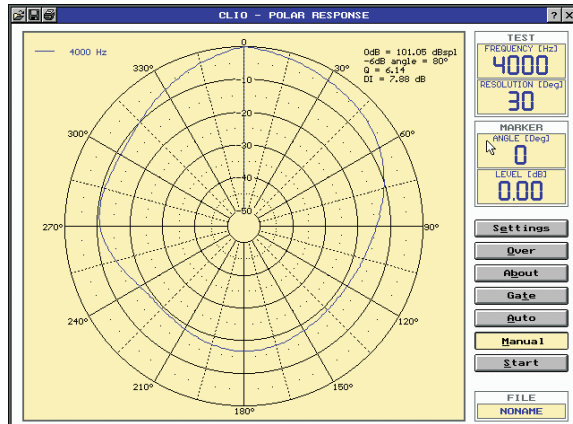 CLIO - POLAR RESPONSE
? X
4000 Hz
0dB = 101.05 dBspl
-6dB angle = 80°
Q = 6.14
DI = 7.88 dB
0
330°
30°
300°
60°
270°
90°
240°
120°
210°
150°
180°
-10
-20
-30
-40
-50
TEST
FREQUENCY [Hz]
4000
RESOLUTION [Deg]
30
MARKER
ANGLE [Deg]
0
LEVEL [dB]
0.00
Settings
Over
About
Gate
Auto
Manual
Start
FILE
NONAME